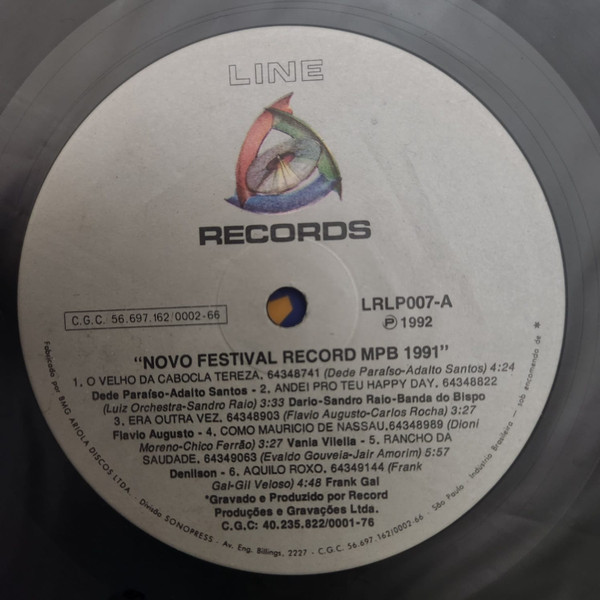 LINE
RECORDS
C.G.C. 56.697.162/0002-66
LRLP007-A
℗ 1992
"NOVO FESTIVAL RECORD MPB 1991"
1. O VELHO DA CABOCLA TEREZA, 64348741 (Dede Paraíso-Adalto Santos) 4:24
Dede Paraíso-Adalto Santos - 2. ANDEI PRO TEU HAPPY DAY, 64348822
(Luiz Orchestra-Sandro Raio) 3:33 Dario-Sandro Raio-Banda do Bispo
3. ERA OUTRA VEZ, 64348903 (Flavio Augusto-Carlos Rocha) 3:27
Flavio Augusto - 4. COMO MAURICIO DE NASSAU,64348989 (Dioni
Moreno-Chico Ferrão) 3:27 Vania Vilella - 5. RANCHO DA
SAUDADE, 64349063 (Evaldo Gouveia-Jair Amorim) 5:57
Denilson - 6. AQUILO ROXO, 64349144 (Frank
Gal-Gil Veloso) 4:48 Frank Gal
*Gravado e Produzido por Record
Produções e Gravações Ltda.
C.G.C: 40.235.822/0001-76
Fabricado por BMG ARIOLA DISCOS LTDA. - Divisão SONOPRESS - Av. Eng. Billings, 2227 - C.G.C. 56.697.162/0002-66 - São Paulo - Indústria Brasileira - sob encomenda de *